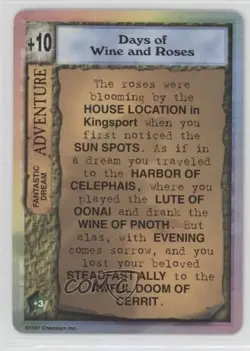 +10
Days of
Wine and Roses
ADVENTURE
FANTASTIC
DREAM
The roses were
blooming by the
HOUSE LOCATION in
Kingsport when
you first noticed the
SUN SPOTS. As if in
a dream you traveled
to the HARBOR OF
CELEPHAIS, where you
played the LUTE OF
OONAI and drank the
WINE OF PNOTH. But
alas, with EVENING
comes sorrow, and you
lost your beloved
STEADFAST ALLY to the
AWFUL DOOM OF
CERRIT.
+3
©1997 Chaosium Inc.